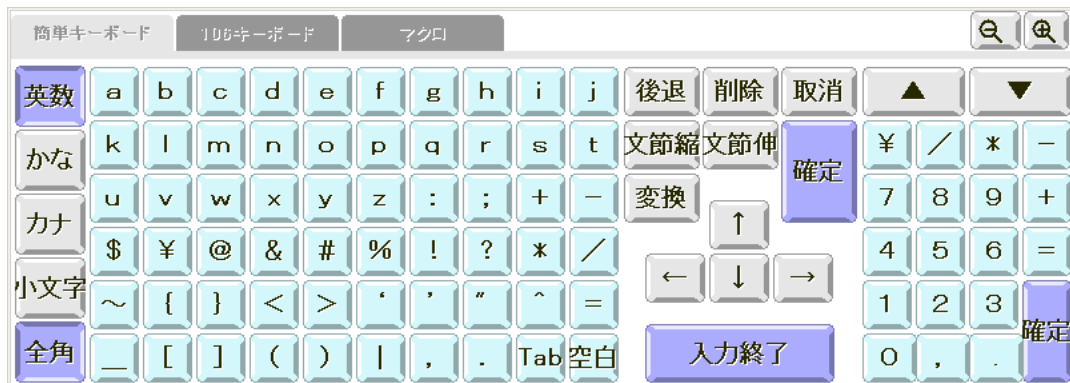 簡単キーボード 106キーボード マクロ
英数 a b c d e f g h i j 後退 削除 取消 ▲ ▼
かな k l m n o p q r s t 文節縮 文節伸 確定 ¥ / * -
カナ u v w x y z : ; + - 変換 7 8 9 +
$ ¥ @ & # % ! ? * / ↑ 4 5 6 =
小文字 ~ { } < > ‘ ’ " ^ = ← ↓ → 1 2 3 確定
全角 _ [ ] ( ) | , . Tab 空白 入力終了 0 , .